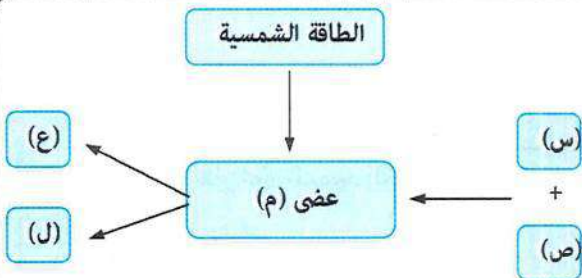 الطاقة الشمسية
(س)
+
(ص)
عضى (م)
(ع)
(ل)